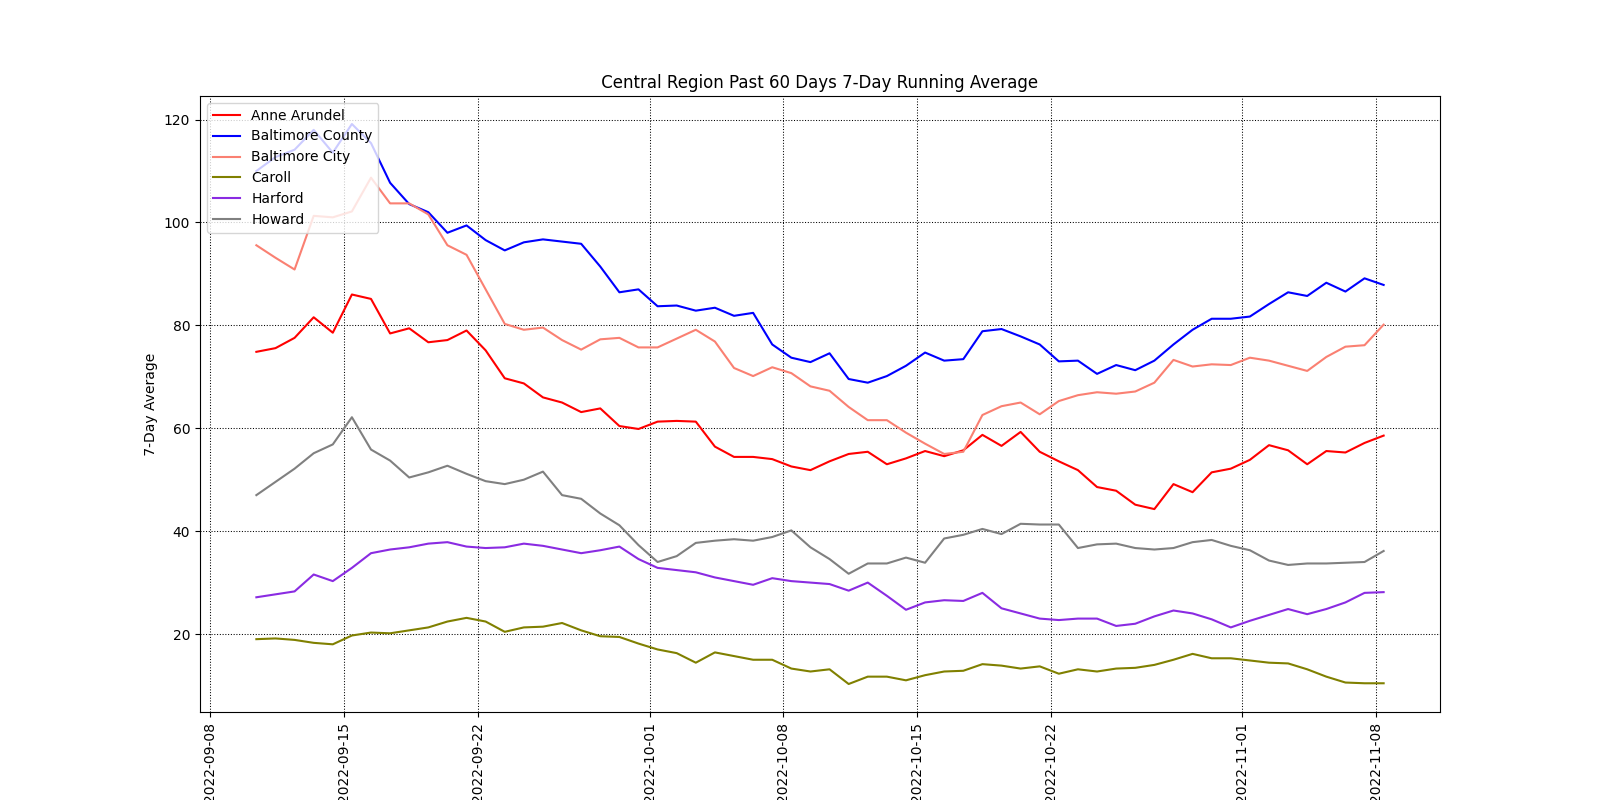 Central Region Past 60 Days 7-Day Running Average
Anne Arundel
Baltimore County
Baltimore City
Caroll
Harford
Howard
120
100
80
60
40
20
7-Day Average
2022-09-08
2022-09-15
2022-09-22
2022-10-01
2022-10-08
2022-10-15
2022-10-22
2022-11-01
2022-11-08